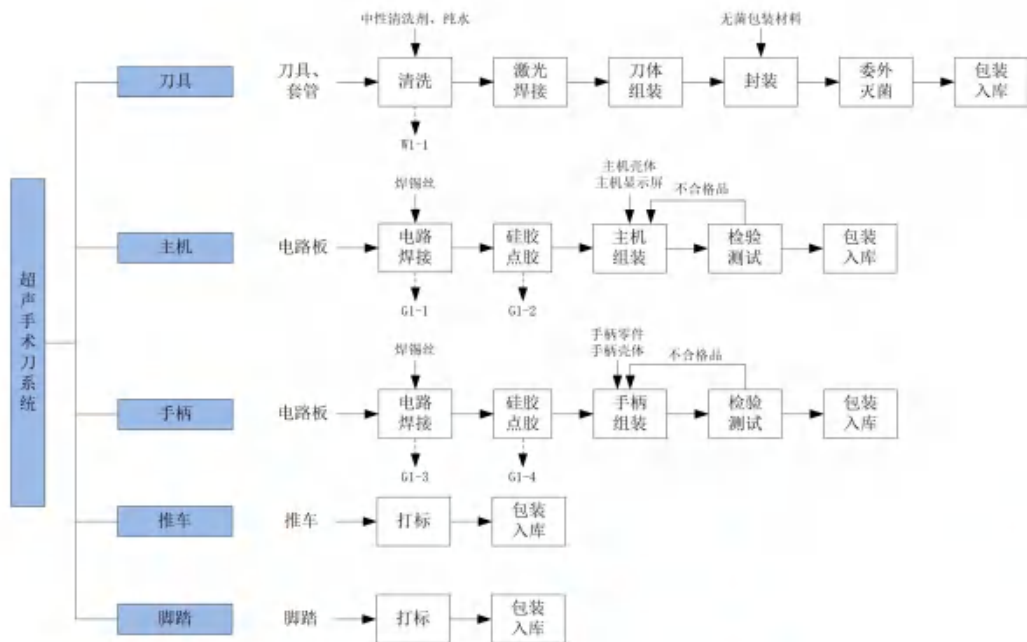 超声手术刀系统
中性清洗剂、纯水
无菌包装材料
刀具
刀具、
套管
清洗
激光
焊接
刀体
组装
封装
委外
灭菌
包装
入库
W1-1
焊锡丝
主机壳体
主机显示屏
不合格品
主机
电路板
电路
焊接
硅胶
点胶
主机
组装
检验
测试
包装
入库
G1-1
G1-2
焊锡丝
手柄零件
手柄壳体
不合格品
手柄
电路板
电路
焊接
硅胶
点胶
手柄
组装
检验
测试
包装
入库
G1-3
G1-4
推车
推车
打标
包装
入库
脚踏
脚踏
打标
包装
入库